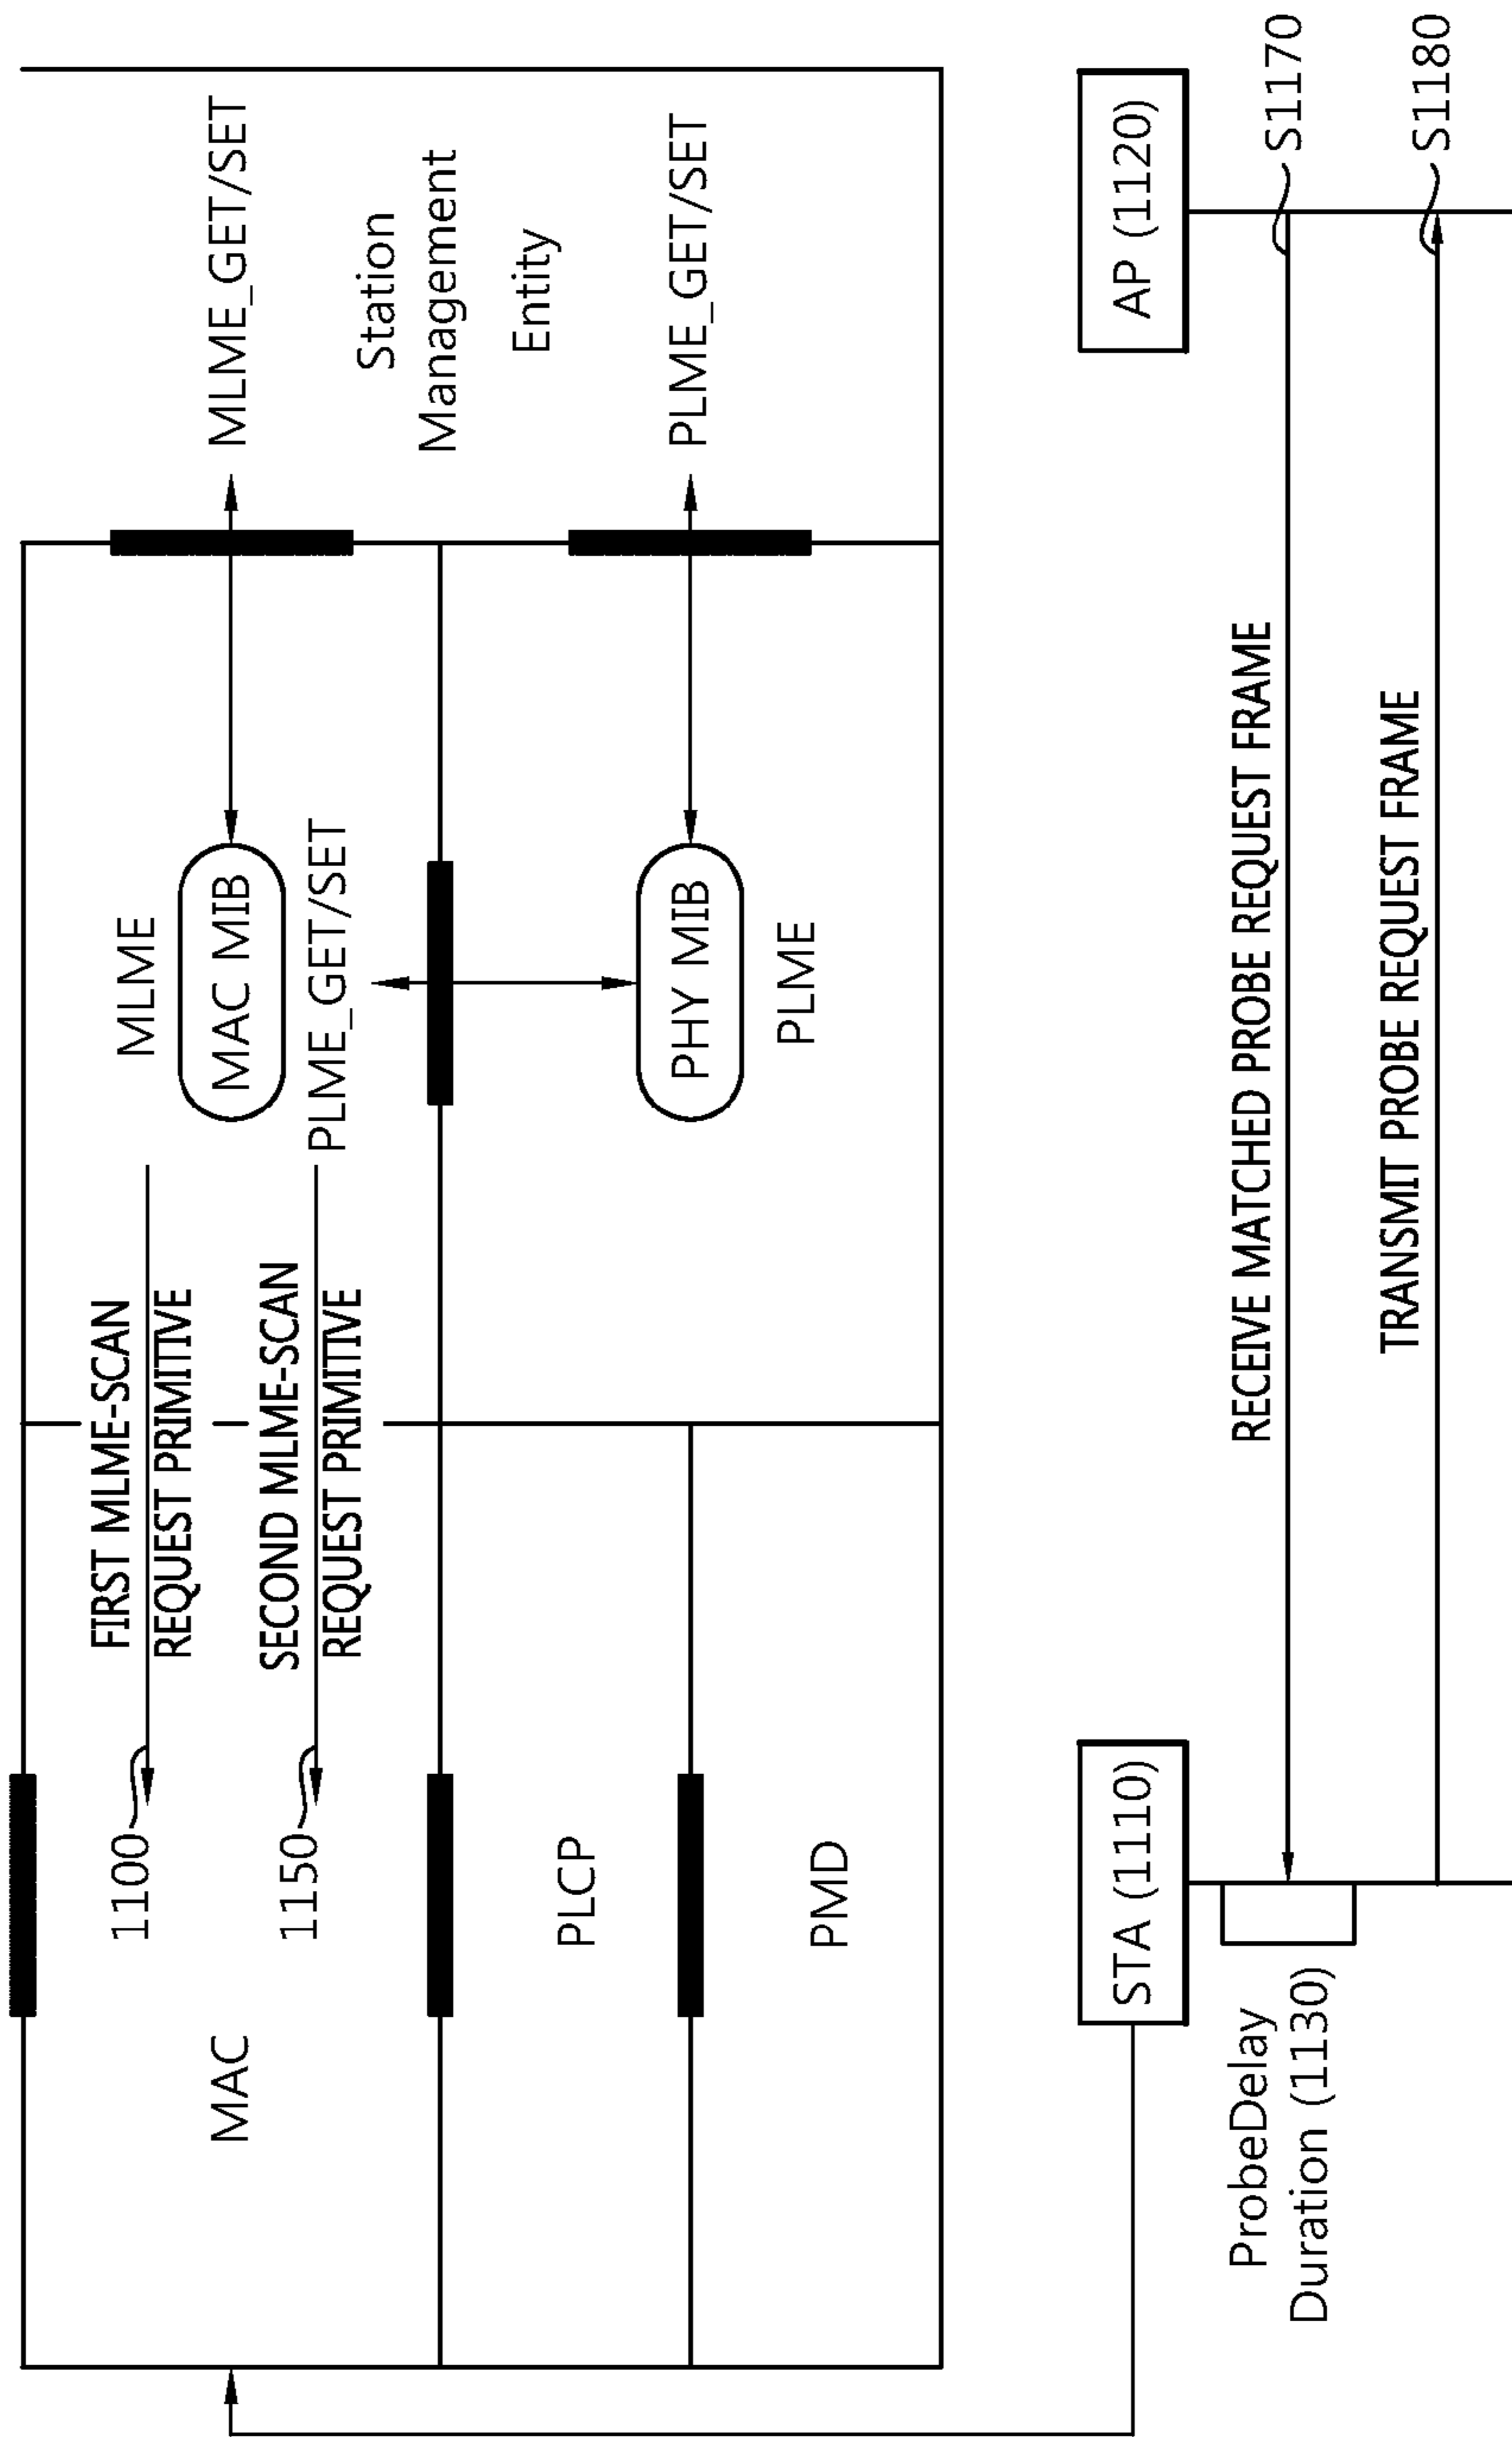 MAC
1100
FIRST MLME-SCAN
REQUEST PRIMITIVE
1150
SECOND MLME-SCAN
REQUEST PRIMITIVE
MLME
MAC MIB
PLME_GET/SET
MLME_GET/SET
Station
Management
Entity
PLCP
PMD
PHY MIB
PLME
PLME_GET/SET
STA (1110)
AP (1120)
ProbeDelay
Duration (1130)
RECEIVE MATCHED PROBE REQUEST FRAME
S1170
TRANSMIT PROBE REQUEST FRAME
S1180